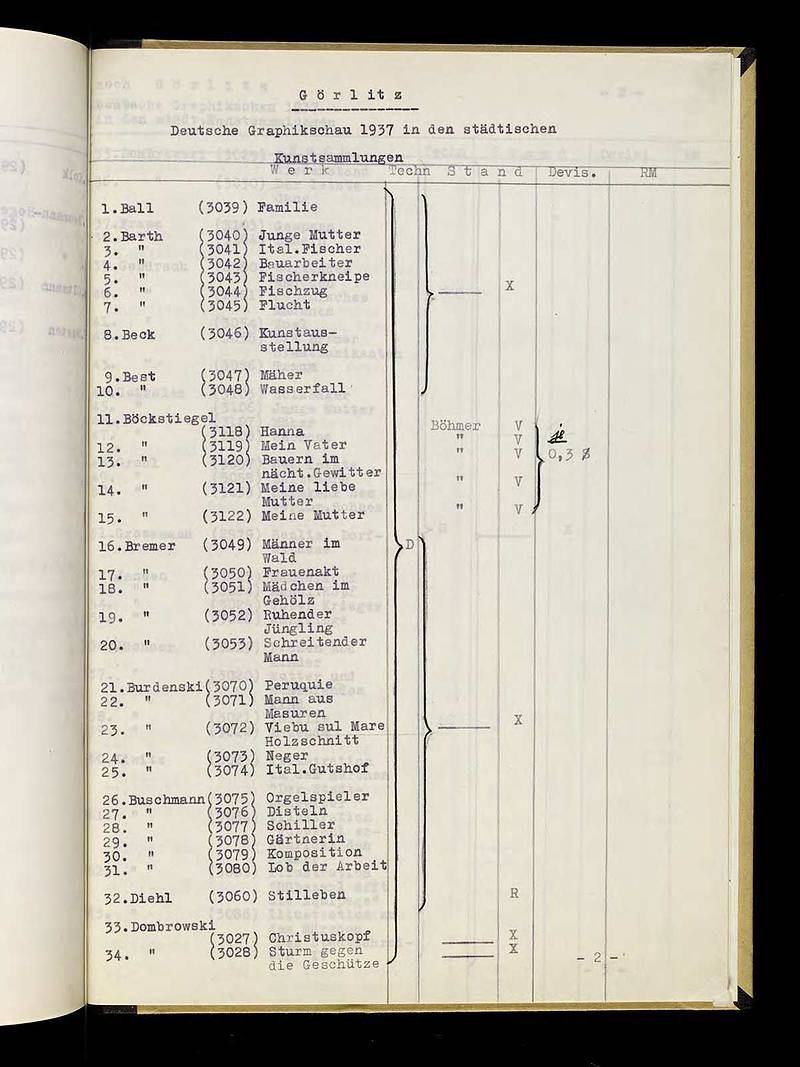 Görlitz
Deutsche Graphikschau 1937 in den städtischen
Kunstsammlungen
Werk Techn Stand Devis. RM
1.Ball (3039) Familie
2.Barth (3040) Junge Mutter
3. " (3041) Ital.Fischer
4. " (3042) Bauarbeiter
5. " (3043) Fischerkneipe
6. " (3044) Fischzug X
7. " (3045) Flucht
8.Beck (3046) Kunstaus-
stellung
9.Best (3047) Mäher
10. " (3048) Wasserfall
11.Böckstiegel
(3118) Hanna Böhmer V
12. " (3119) Mein Vater " V je
13. " (3120) Bauern im " V 0,3 $
nächt.Gewitter
14. " (3121) Meine liebe " V
Mutter
15. " (3122) Meine Mutter " V
16.Bremer (3049) Männer im D
Wald
17. " (3050) Frauenakt
18. " (3051) Mädchen im
Gehölz
19. " (3052) Ruhender
Jüngling
20. " (3053) Schreitender
Mann
21.Burdenski(3070) Peruquie
22. " (3071) Mann aus
Masuren X
23. " (3072) Viebu sul Mare
Holzschnitt
24. " (3073) Neger
25. " (3074) Ital.Gutshof
26.Buschmann(3075) Orgelspieler
27. " (3076) Disteln
28. " (3077) Schiller
29. " (3078) Gärtnerin
30. " (3079) Komposition
31. " (3080) Lob der Arbeit
32.Diehl (3060) Stilleben R
33.Dombrowski
(3027) Christuskopf X
34. " (3028) Sturm gegen X
die Geschütze
- 2 -